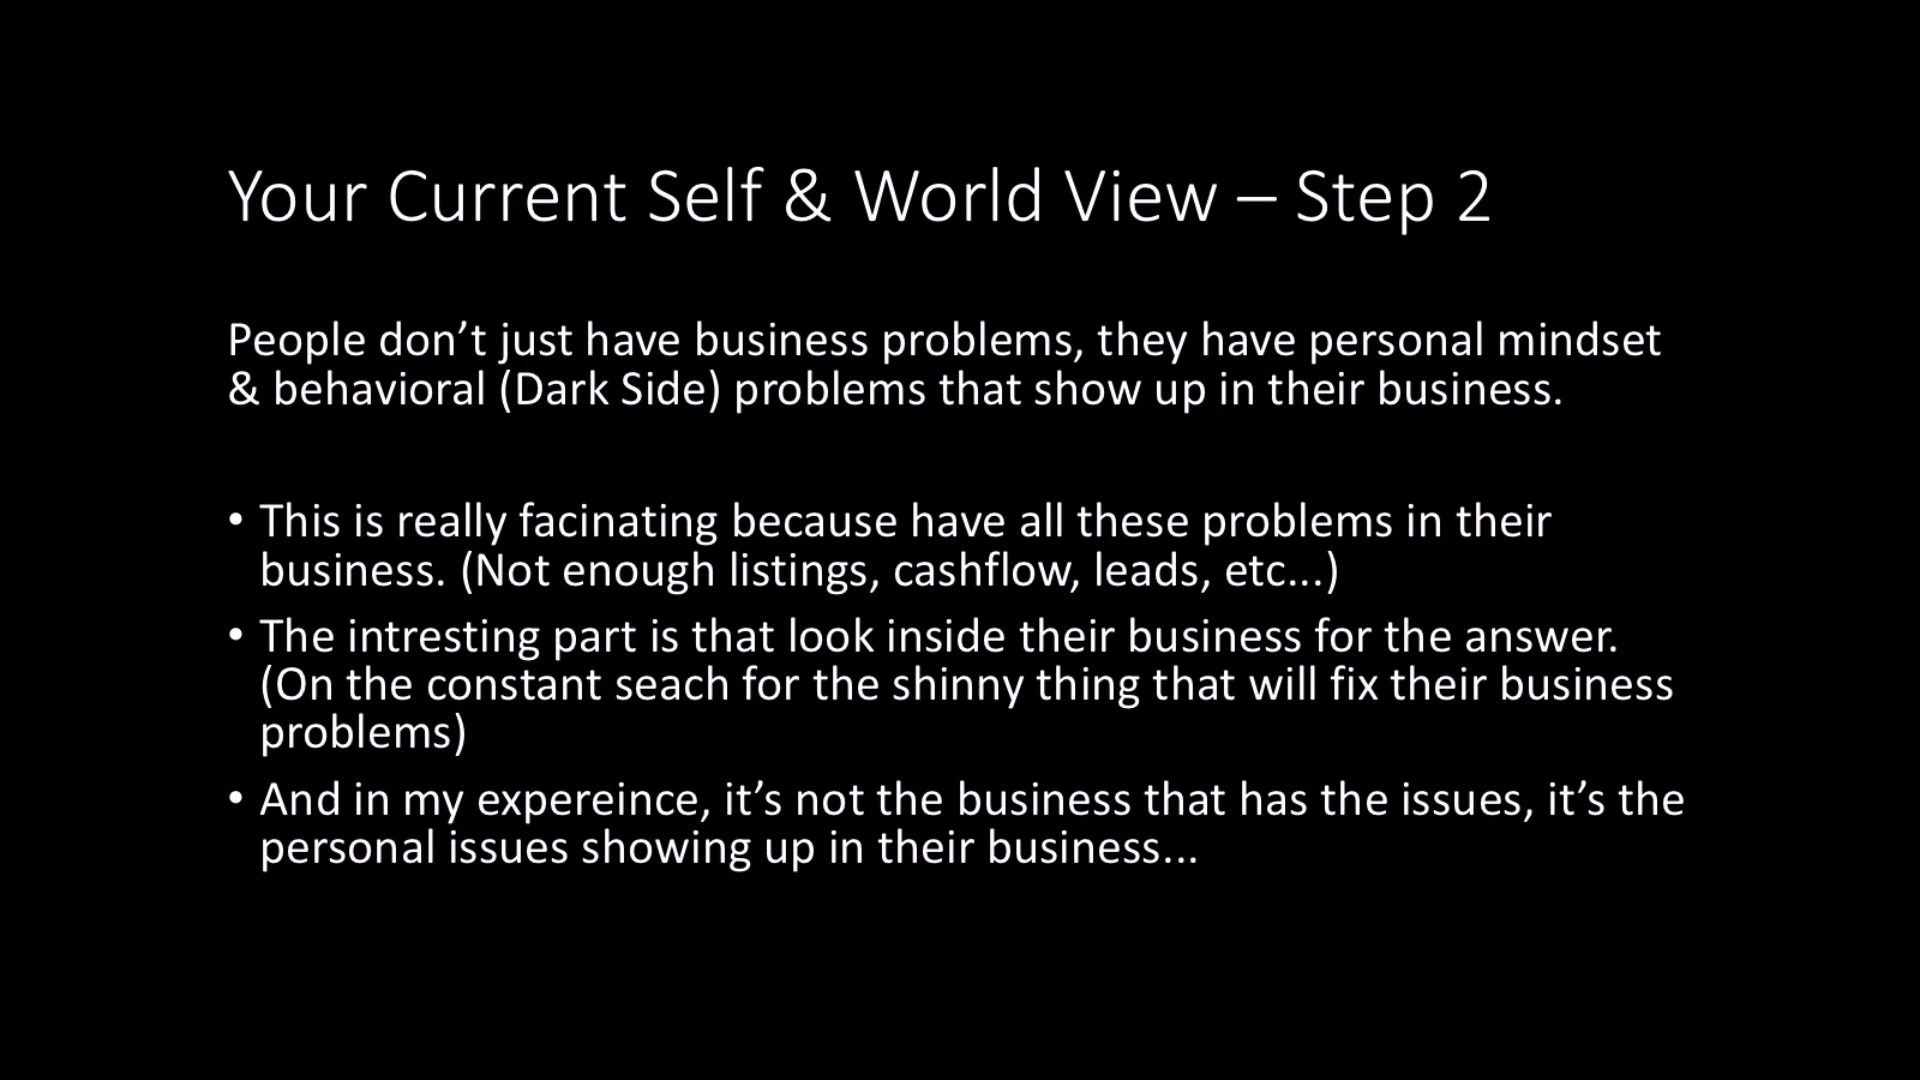 Your Current Self & World View – Step 2
People don’t just have business problems, they have personal mindset
& behavioral (Dark Side) problems that show up in their business.
• This is really facinating because have all these problems in their
business. (Not enough listings, cashflow, leads, etc...)
• The intresting part is that look inside their business for the answer.
(On the constant seach for the shinny thing that will fix their business
problems)
• And in my expereince, it’s not the business that has the issues, it’s the
personal issues showing up in their business...